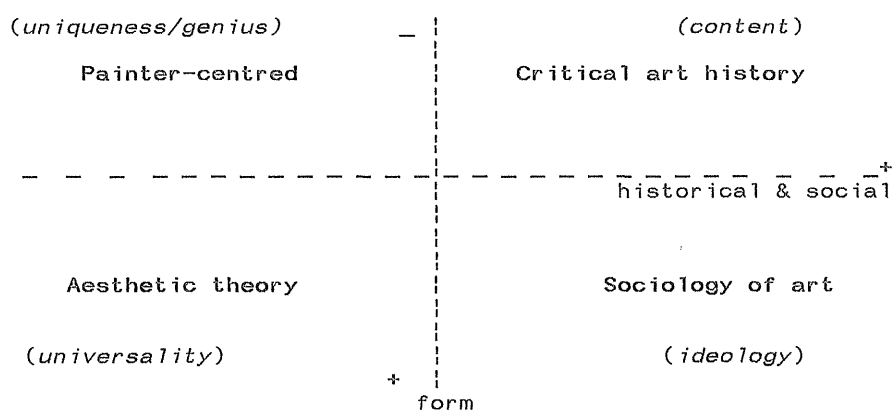 (uniqueness/genius) − (content)
Painter-centred Critical art history
+
historical & social
Aesthetic theory Sociology of art
(universality) (ideology)
+
form